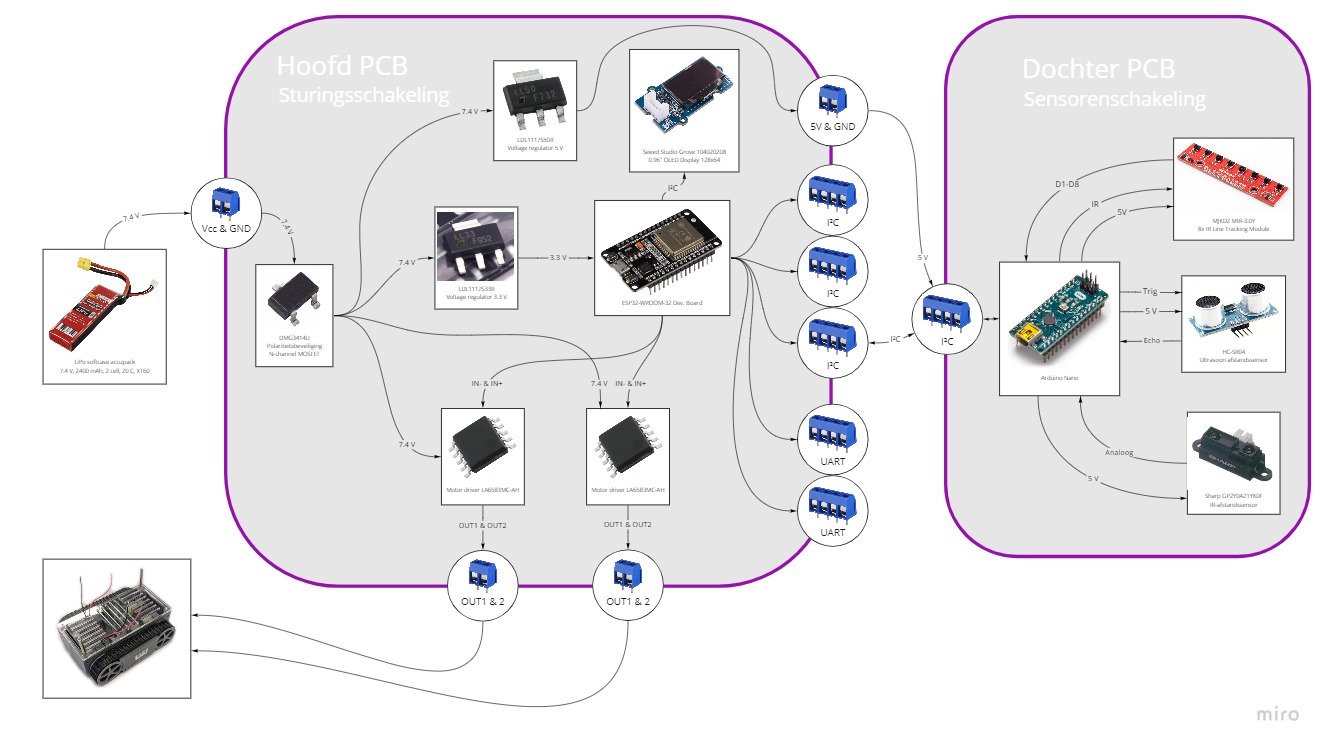 Hoofd PCB
Sturingsschakeling
LDL1117S50R
Voltage regulator 5 V
Seeed Studio Grove 104020208
0.96" OLED Display 128x64
5V & GND
7.4 V
I²C
I²C
7.4 V
Vcc & GND
7.4 V
LDL1117S33R
Voltage regulator 3.3 V
7.4 V
3.3 V
ESP32-WROOM-32 Dev. Board
I²C
I²C
I²C
5 V
I²C
LiPo softcase accupack
7.4 V, 2400 mAh, 2 cell, 20 C, XT60
DMG3414U
Polariteitsbeveiliging
N-channel MOSFET
IN- & IN+
7.4 V
IN- & IN+
7.4 V
Motor driver LA6583MC-AH
Motor driver LA6583MC-AH
UART
UART
OUT1 & OUT2
OUT1 & OUT2
OUT1 & 2
OUT1 & 2
Dochter PCB
Sensorenschakeling
D1-D8
IR
5V
8x IR Line Tracking Module
Trig
5 V
Echo
HC-SR04
Ultrasoon afstandssensor
Arduino Nano
Analoog
5 V
Sharp GP2Y0A21YK0F
IR-afstandssensor
miro